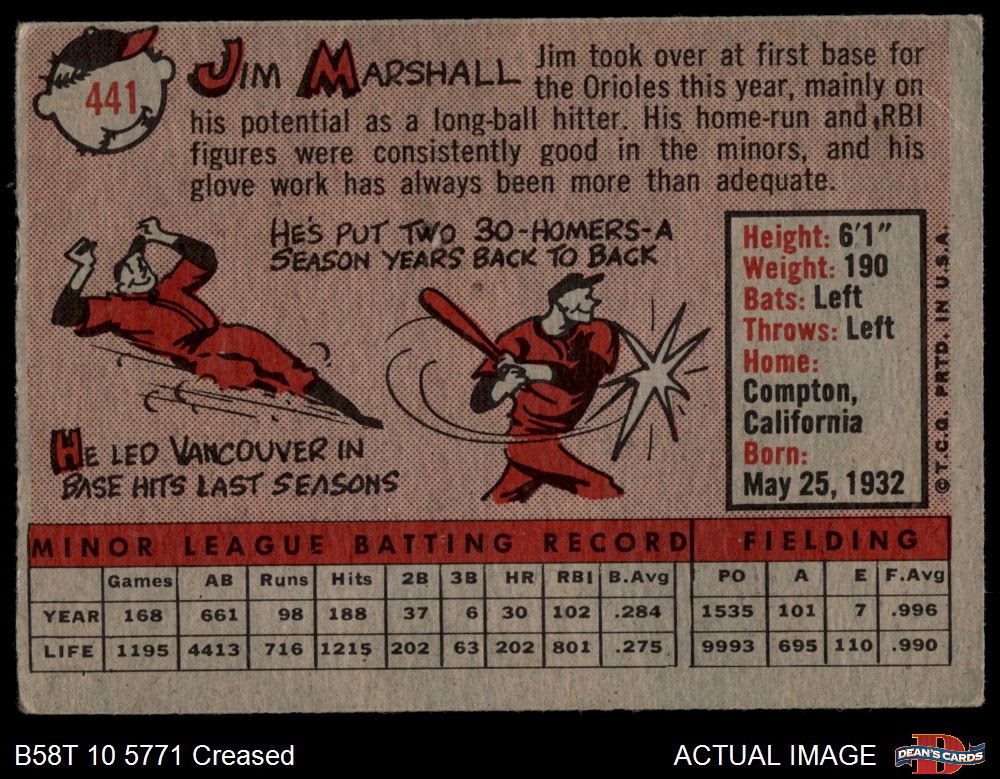 441
JIM MARSHALL
Jim took over at first base for
the Orioles this year, mainly on
his potential as a long-ball hitter. His home-run and RBI
figures were consistently good in the minors, and his
glove work has always been more than adequate.
HE'S PUT TWO 30-HOMERS-A
SEASON YEARS BACK TO BACK
HE LED VANCOUVER IN
BASE HITS LAST SEASONS
Height: 6'1"
Weight: 190
Bats: Left
Throws: Left
Home:
Compton,
California
Born:
May 25, 1932
© T.C.G. PRTD. IN U.S.A.
MINOR LEAGUE BATTING RECORD FIELDING
Games AB Runs Hits 2B 3B HR RBI B.Avg PO A E F.Avg
YEAR 168 661 98 188 37 6 30 102 .284 1535 101 7 .996
LIFE 1195 4413 716 1215 202 63 202 801 .275 9993 695 110 .990
B58T 10 5771 Creased
ACTUAL IMAGE
DEAN'S CARDS